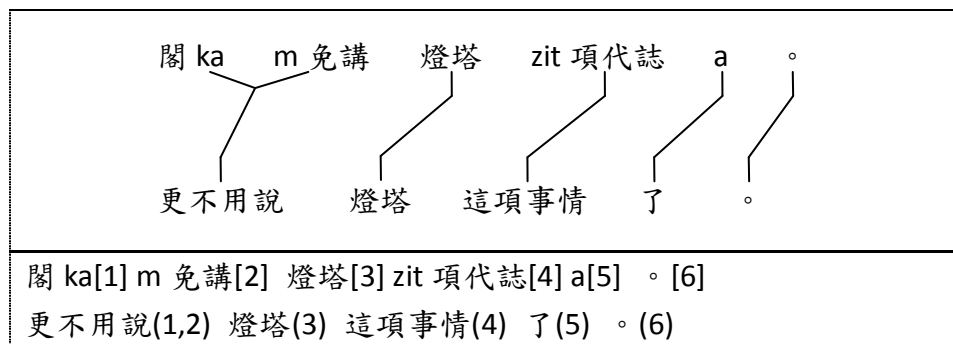 閣 ka m 免講 燈塔 zit 項代誌 a 。
更不用說 燈塔 這項事情 了 。
閣 ka[1] m 免講[2] 燈塔[3] zit 項代誌[4] a[5] 。[6]
更不用說(1,2) 燈塔(3) 這項事情(4) 了(5) 。(6)